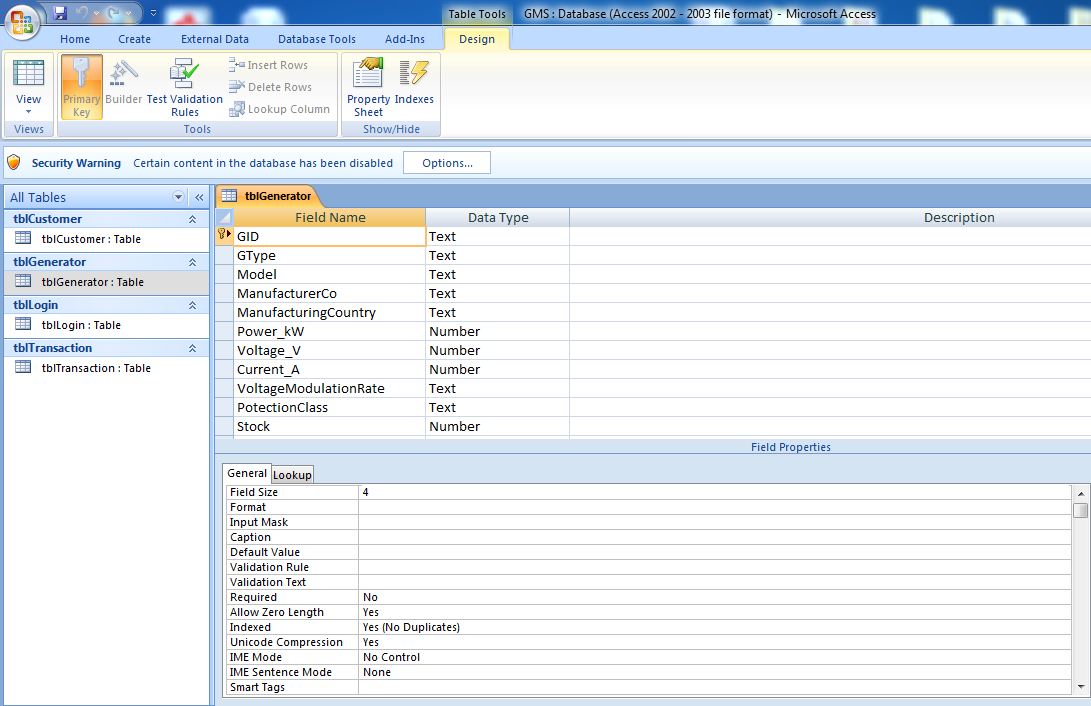 Table Tools GMS : Database (Access 2002 - 2003 file format) - Microsoft Access
Home Create External Data Database Tools Add-Ins Design
View
Primary Key
Builder
Test Validation Rules
Insert Rows
Delete Rows
Lookup Column
Property Sheet
Indexes
Views Tools Show/Hide
Security Warning Certain content in the database has been disabled Options...
All Tables
tblCustomer
tblCustomer : Table
tblGenerator
tblGenerator : Table
tblLogin
tblLogin : Table
tblTransaction
tblTransaction : Table
tblGenerator
Field Name Data Type Description
GID Text
GType Text
Model Text
ManufacturerCo Text
ManufacturingCountry Text
Power_kW Number
Voltage_V Number
Current_A Number
VoltageModulationRate Text
PotectionClass Text
Stock Number
Field Properties
General Lookup
Field Size 4
Format
Input Mask
Caption
Default Value
Validation Rule
Validation Text
Required No
Allow Zero Length Yes
Indexed Yes (No Duplicates)
Unicode Compression Yes
IME Mode No Control
IME Sentence Mode None
Smart Tags